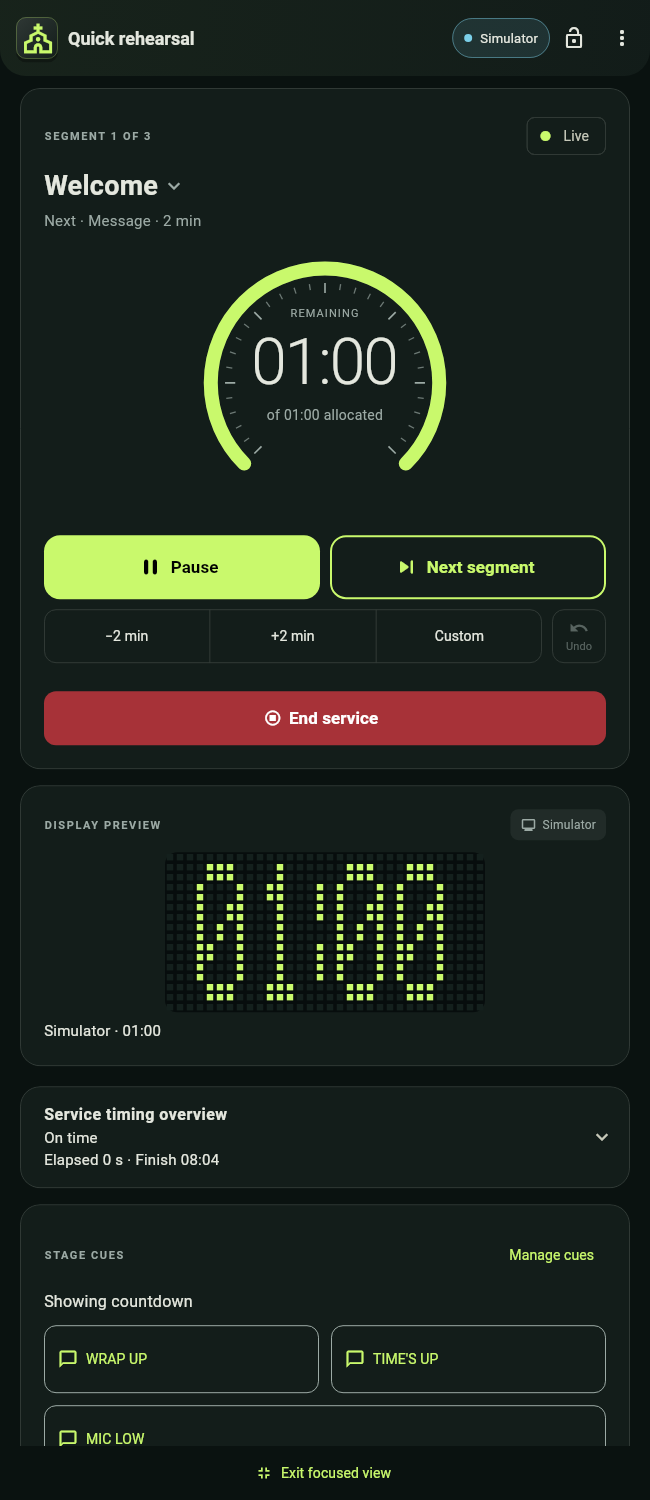 Quick rehearsal
Simulator
SEGMENT 1 OF 3
Live
Welcome
Next · Message · 2 min
REMAINING
01:00
of 01:00 allocated
Pause
Next segment
−2 min
+2 min
Custom
Undo
End service
DISPLAY PREVIEW
Simulator
01:00
Simulator · 01:00
Service timing overview
On time
Elapsed 0 s · Finish 08:04
STAGE CUES
Manage cues
Showing countdown
WRAP UP
TIME'S UP
MIC LOW
Exit focused view